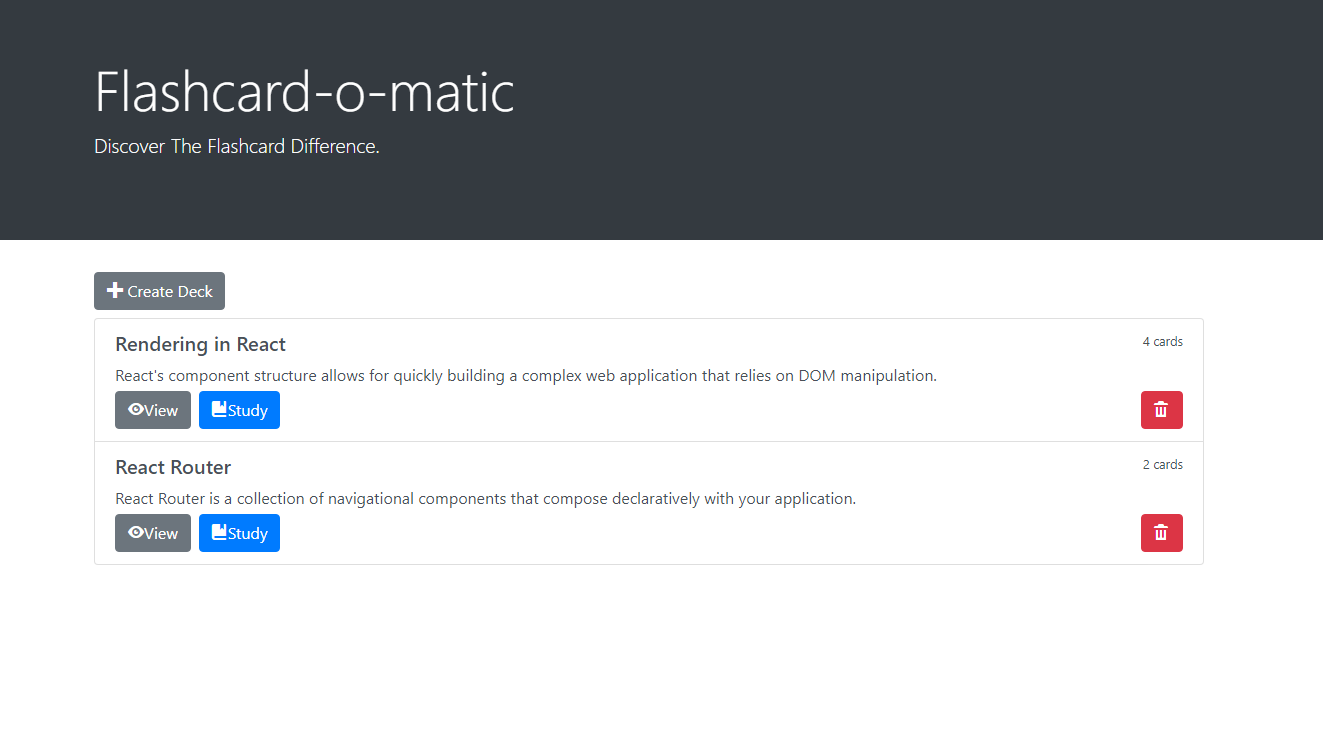 Flashcard-o-matic
Discover The Flashcard Difference.
Create Deck
Rendering in React
4 cards
React's component structure allows for quickly building a complex web application that relies on DOM manipulation.
View
Study
React Router
2 cards
React Router is a collection of navigational components that compose declaratively with your application.
View
Study